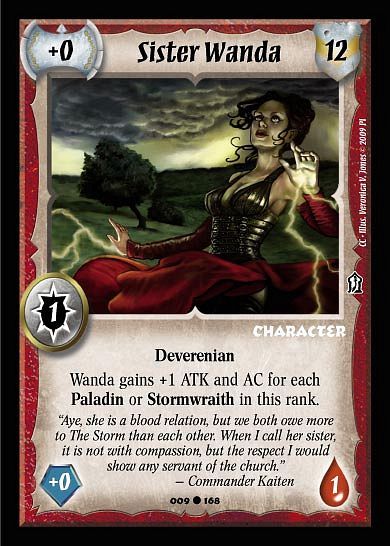 +0
Sister Wanda
12
CC • Illus. Veronica V. Jones © 2009 PI
1
CHARACTER
Deverenian
Wanda gains +1 ATK and AC for each
Paladin or Stormwraith in this rank.
“Aye, she is a blood relation, but we both owe more
to The Storm than each other. When I call her sister,
it is not with compassion, but the respect I would
show any servant of the church.”
– Commander Kaiten
+0
1
009 ● 168